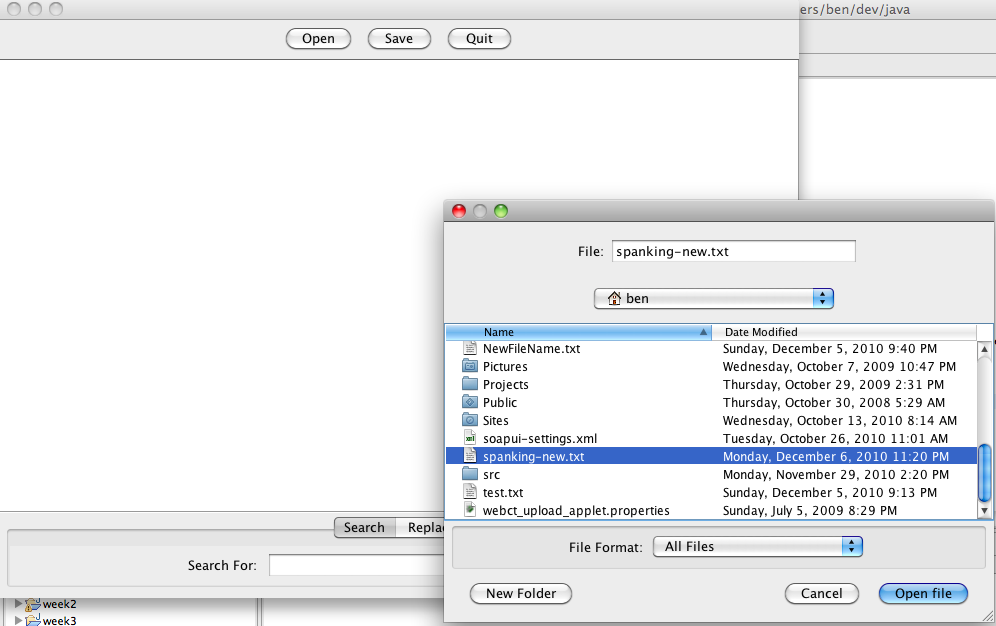 ers/ben/dev/java
Open Save Quit
File: spanking-new.txt
ben
Name Date Modified
NewFileName.txt Sunday, December 5, 2010 9:40 PM
Pictures Wednesday, October 7, 2009 10:47 PM
Projects Thursday, October 29, 2009 2:31 PM
Public Thursday, October 30, 2008 5:29 AM
Sites Wednesday, October 13, 2010 8:14 AM
soapui-settings.xml Tuesday, October 26, 2010 11:01 AM
spanking-new.txt Monday, December 6, 2010 11:20 PM
src Monday, November 29, 2010 2:20 PM
test.txt Sunday, December 5, 2010 9:13 PM
webct_upload_applet.properties Sunday, July 5, 2009 8:29 PM
Search Replac
File Format: All Files
Search For:
New Folder Cancel Open file
week2
week3